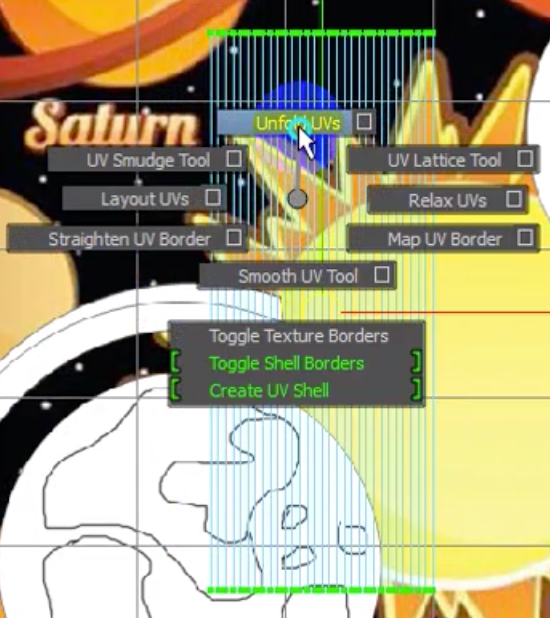 Saturn
Unfold UVs
UV Smudge Tool
UV Lattice Tool
Layout UVs
Relax UVs
Straighten UV Border
Map UV Border
Smooth UV Tool
Toggle Texture Borders
Toggle Shell Borders
Create UV Shell